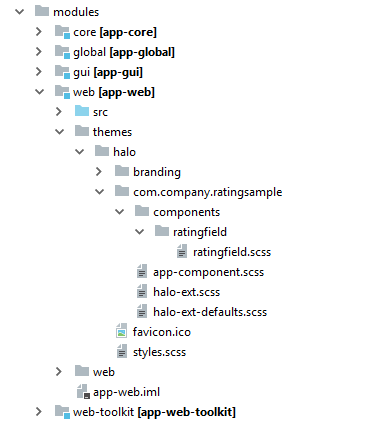 modules
core [app-core]
global [app-global]
gui [app-gui]
web [app-web]
src
themes
halo
branding
com.company.ratingsample
components
ratingfield
ratingfield.scss
app-component.scss
halo-ext.scss
halo-ext-defaults.scss
favicon.ico
styles.scss
web
app-web.iml
web-toolkit [app-web-toolkit]